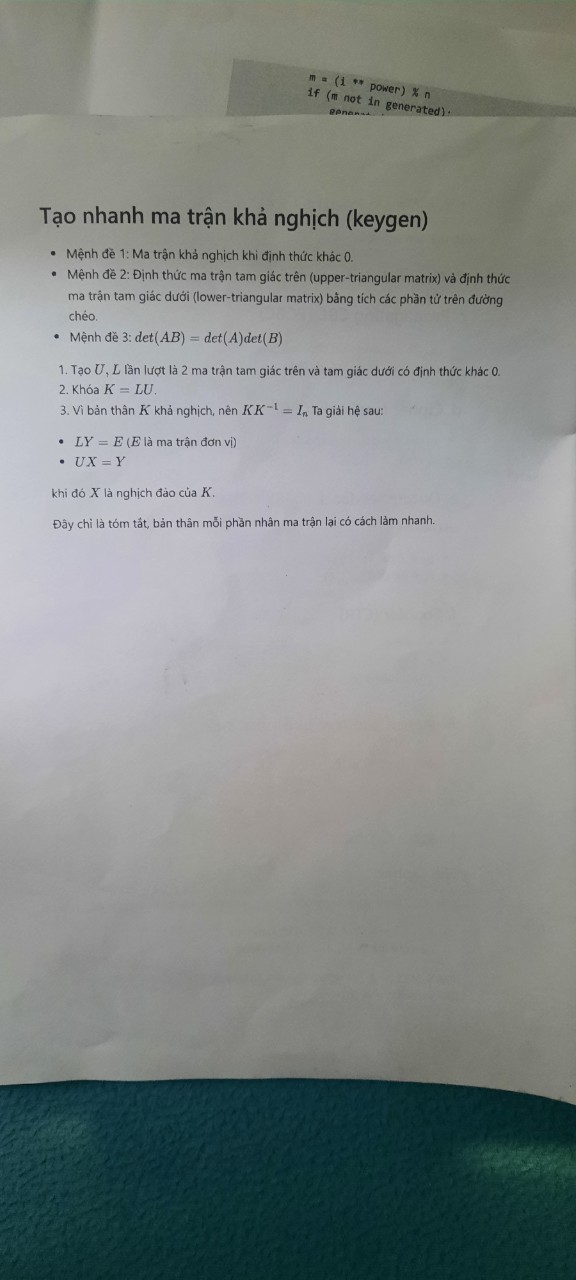 m = (i ** power) % n
if (m not in generated):
Tạo nhanh ma trận khả nghịch (keygen)
• Mệnh đề 1: Ma trận khả nghịch khi định thức khác 0.
• Mệnh đề 2: Định thức ma trận tam giác trên (upper-triangular matrix) và định thức
ma trận tam giác dưới (lower-triangular matrix) bằng tích các phần tử trên đường
chéo.
• Mệnh đề 3: det(AB) = det(A)det(B)
1. Tạo U, L lần lượt là 2 ma trận tam giác trên và tam giác dưới có định thức khác 0.
2. Khóa K = LU.
3. Vì bản thân K khả nghịch, nên KK⁻¹ = Iₙ Ta giải hệ sau:
• LY = E (E là ma trận đơn vị)
• UX = Y
khi đó X là nghịch đảo của K.
Đây chỉ là tóm tắt, bản thân mỗi phần nhân ma trận lại có cách làm nhanh.